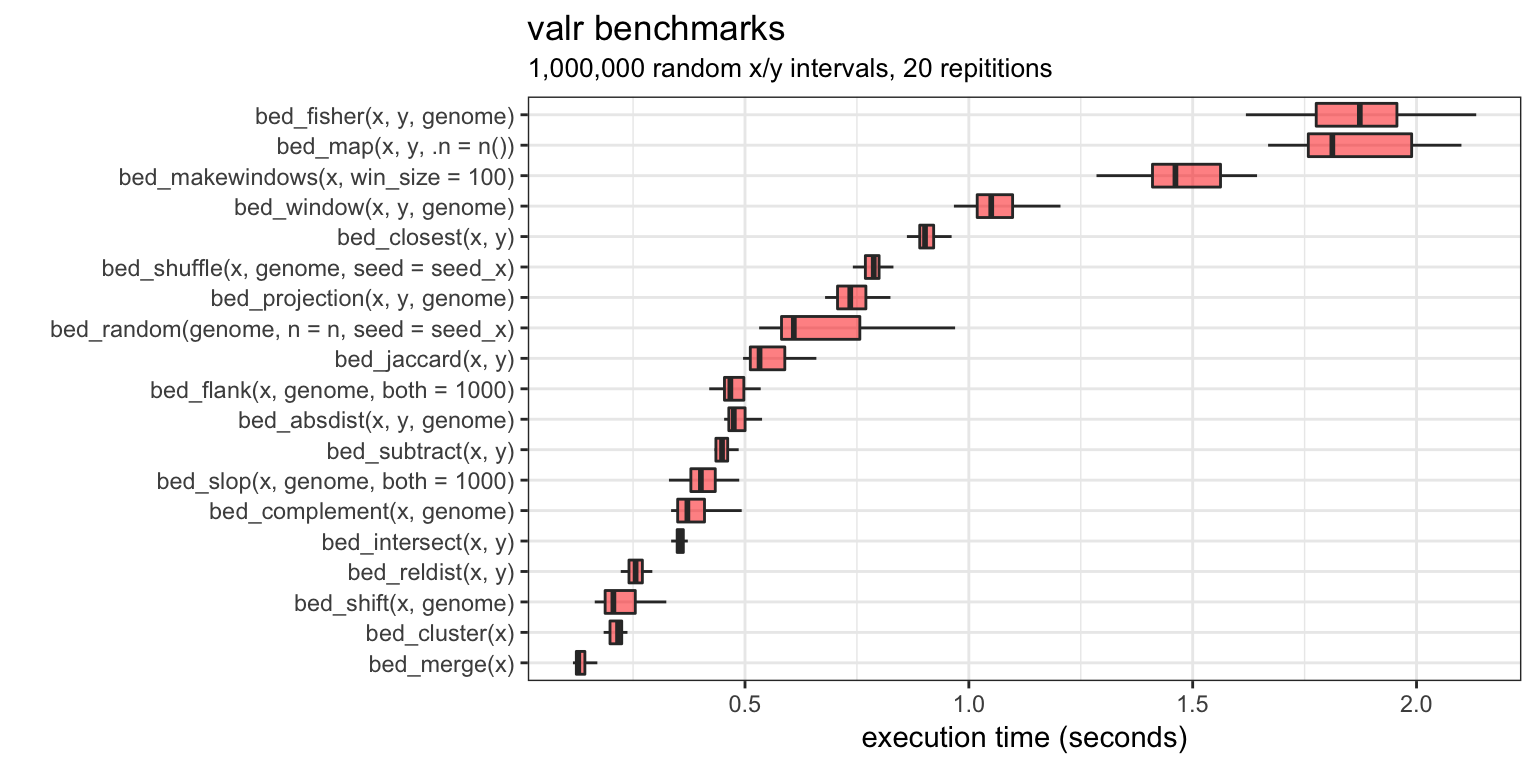 valr benchmarks
1,000,000 random x/y intervals, 20 repititions
bed_fisher(x, y, genome)
bed_map(x, y, .n = n())
bed_makewindows(x, win_size = 100)
bed_window(x, y, genome)
bed_closest(x, y)
bed_shuffle(x, genome, seed = seed_x)
bed_projection(x, y, genome)
bed_random(genome, n = n, seed = seed_x)
bed_jaccard(x, y)
bed_flank(x, genome, both = 1000)
bed_absdist(x, y, genome)
bed_subtract(x, y)
bed_slop(x, genome, both = 1000)
bed_complement(x, genome)
bed_intersect(x, y)
bed_reldist(x, y)
bed_shift(x, genome)
bed_cluster(x)
bed_merge(x)
0.5 1.0 1.5 2.0
execution time (seconds)